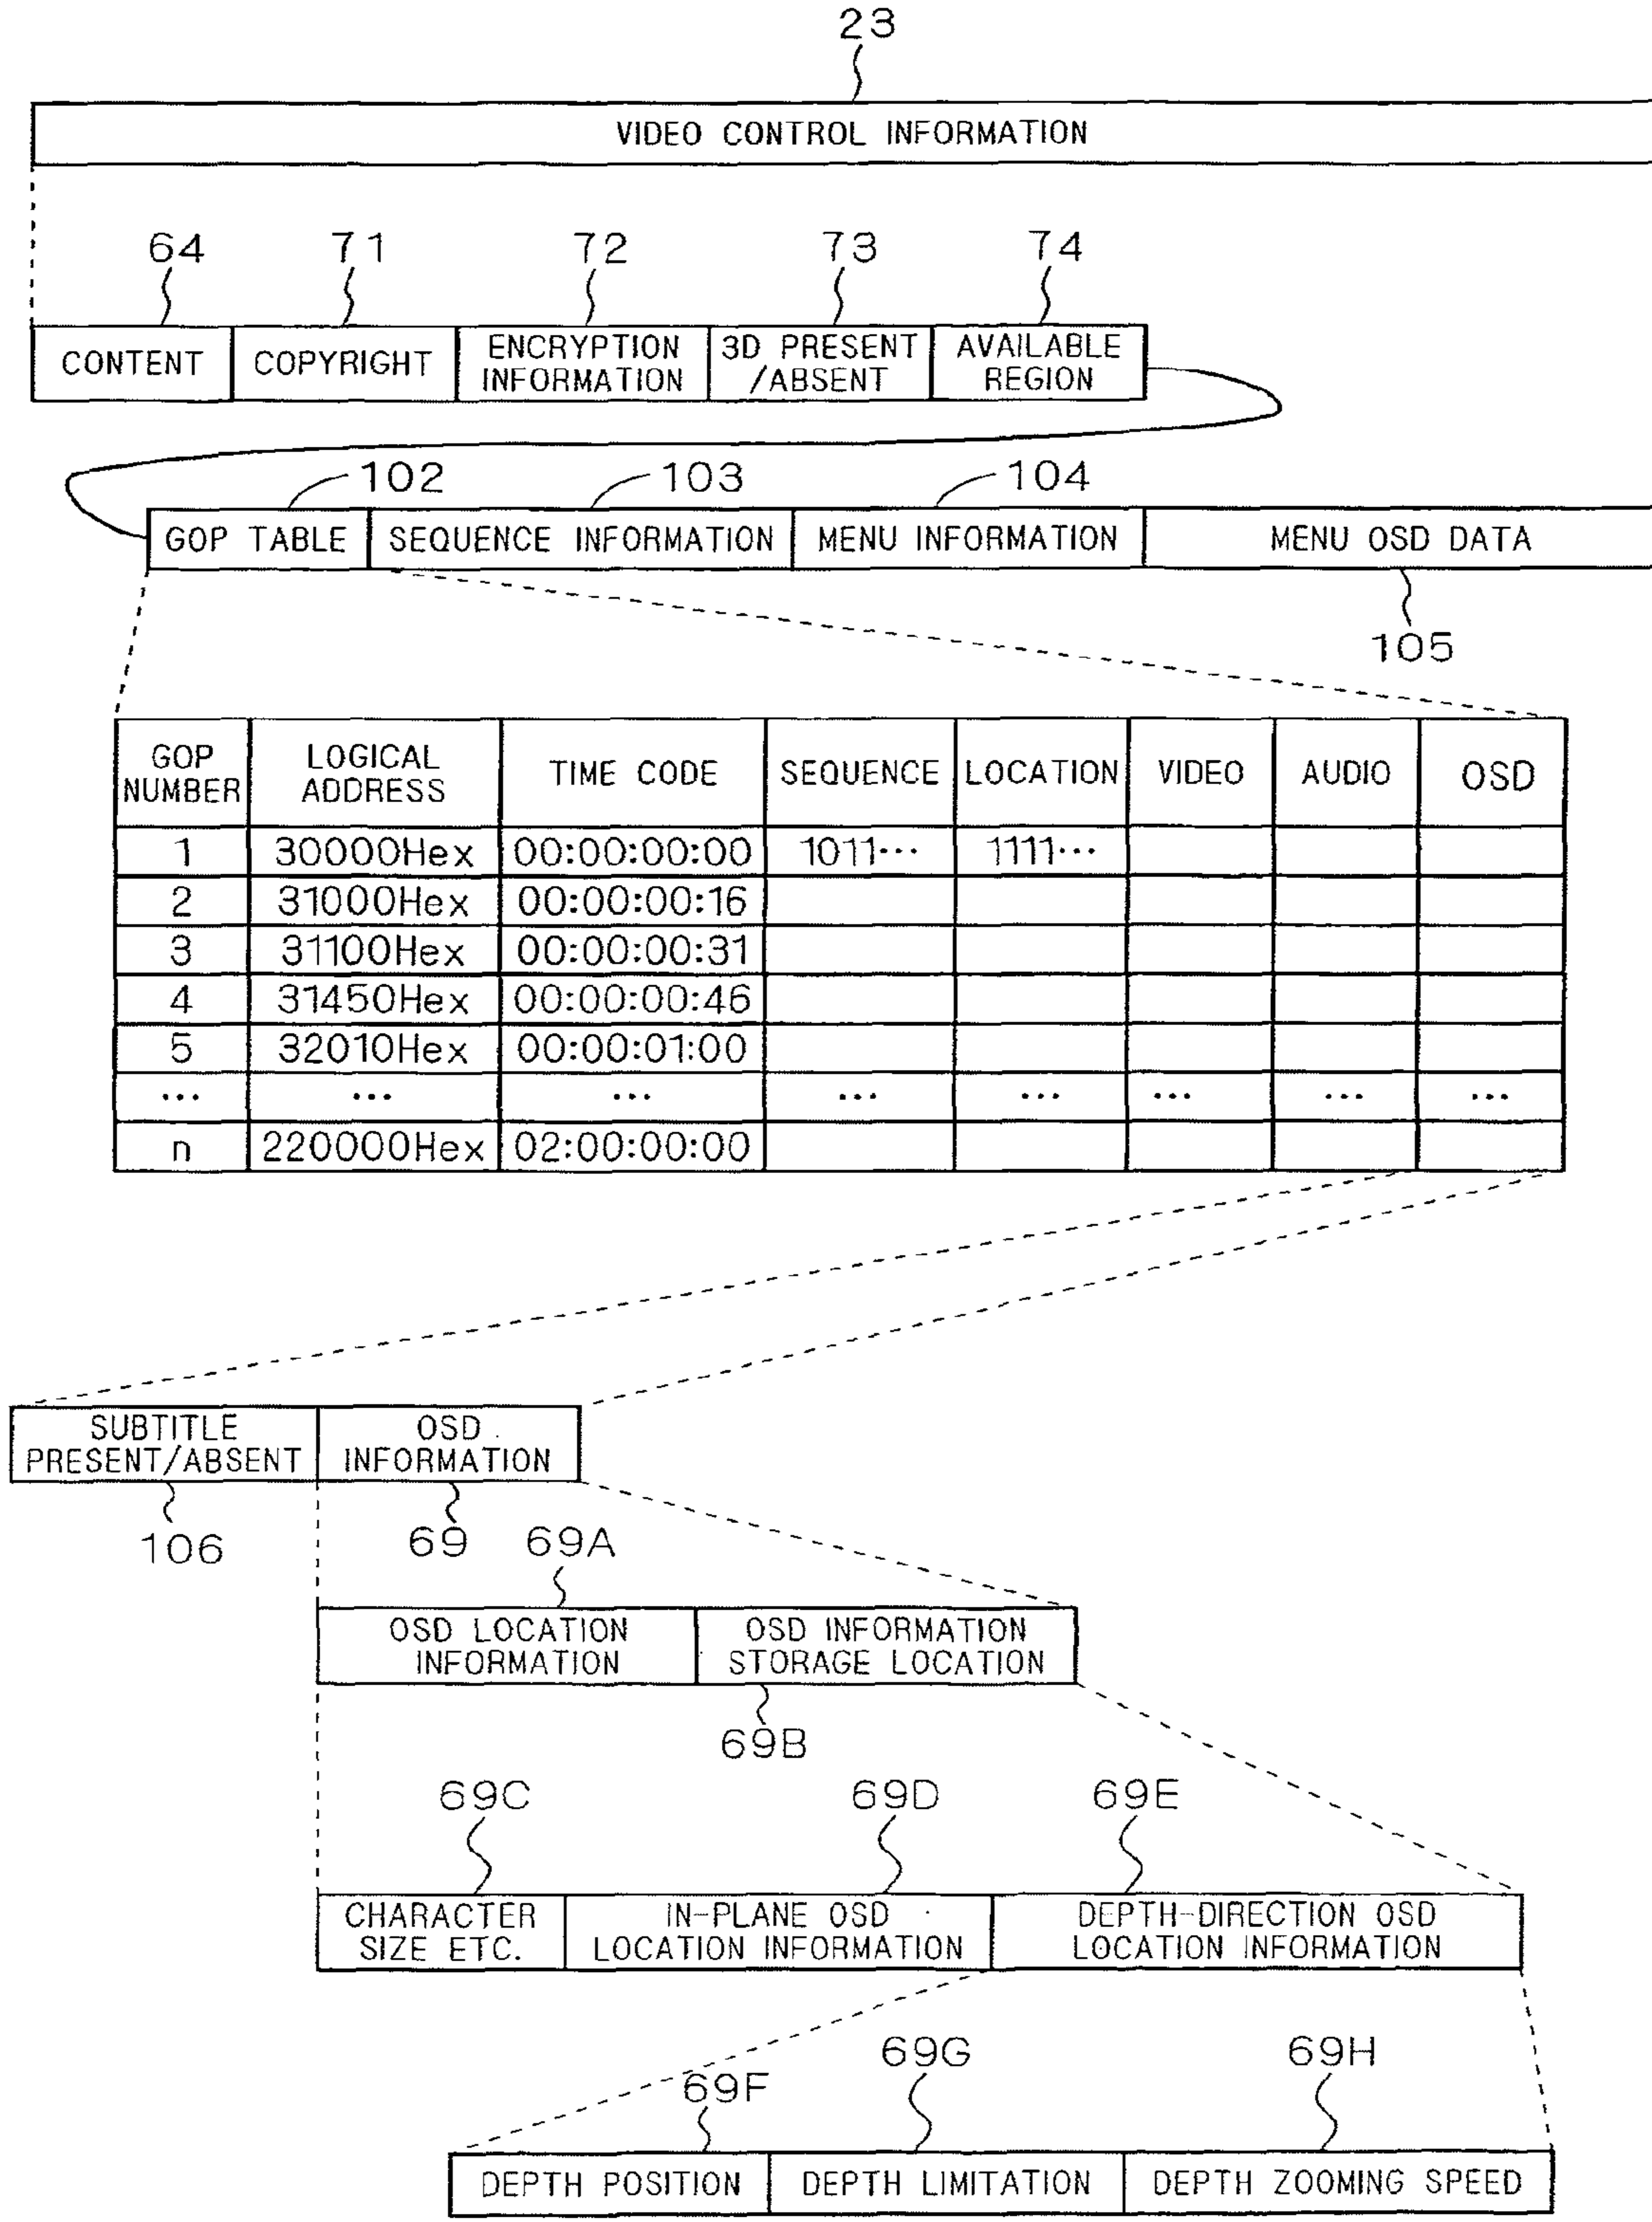 23
VIDEO CONTROL INFORMATION
64 71 72 73 74
CONTENT COPYRIGHT ENCRYPTION INFORMATION 3D PRESENT /ABSENT AVAILABLE REGION
102 103 104
GOP TABLE SEQUENCE INFORMATION MENU INFORMATION MENU OSD DATA
105
GOP NUMBER LOGICAL ADDRESS TIME CODE SEQUENCE LOCATION VIDEO AUDIO OSD
1 30000Hex 00:00:00:00 1011··· 1111···
2 31000Hex 00:00:00:16
3 31100Hex 00:00:00:31
4 31450Hex 00:00:00:46
5 32010Hex 00:00:01:00
··· ··· ··· ··· ··· ··· ··· ···
n 220000Hex 02:00:00:00
SUBTITLE PRESENT/ABSENT OSD INFORMATION
106 69 69A
OSD LOCATION INFORMATION OSD INFORMATION STORAGE LOCATION
69B
69C 69D 69E
CHARACTER SIZE ETC. IN-PLANE OSD LOCATION INFORMATION DEPTH-DIRECTION OSD LOCATION INFORMATION
69F 69G 69H
DEPTH POSITION DEPTH LIMITATION DEPTH ZOOMING SPEED